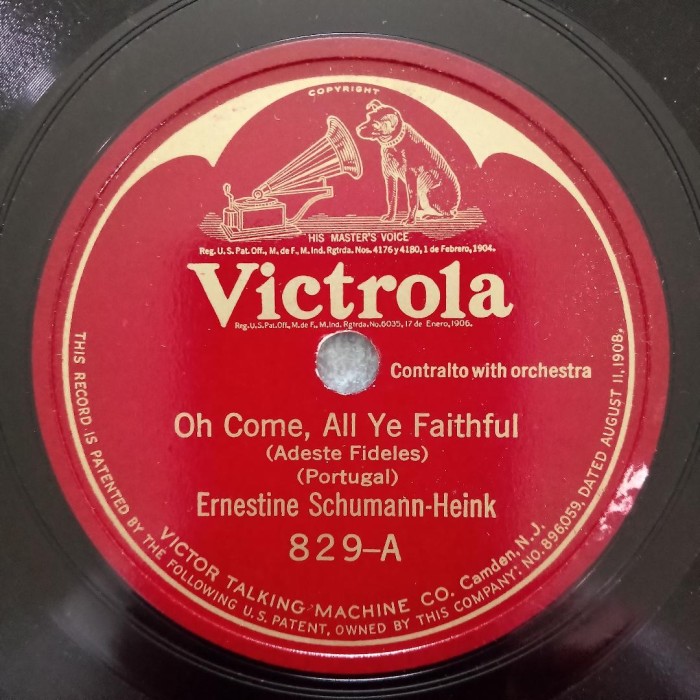 COPYRIGHT
HIS MASTER'S VOICE
Reg. U.S. Pat. Off., M. de F., M. Ind. Rgtrda. Nos. 4176 y 4180, 1 de Febrero, 1904.
Victrola
Reg. U.S. Pat. Off., M. de F., M. Ind. Rgtrda. No. 6035, 17 de Enero, 1906.
Contralto with orchestra
Oh Come, All Ye Faithful
(Adeste Fideles)
(Portugal)
Ernestine Schumann-Heink
829-A
VICTOR TALKING MACHINE CO. Camden, N.J.
THIS RECORD IS PATENTED BY THE FOLLOWING U.S. PATENT, OWNED BY THIS COMPANY: NO. 896,059, DATED AUGUST 11, 1908.